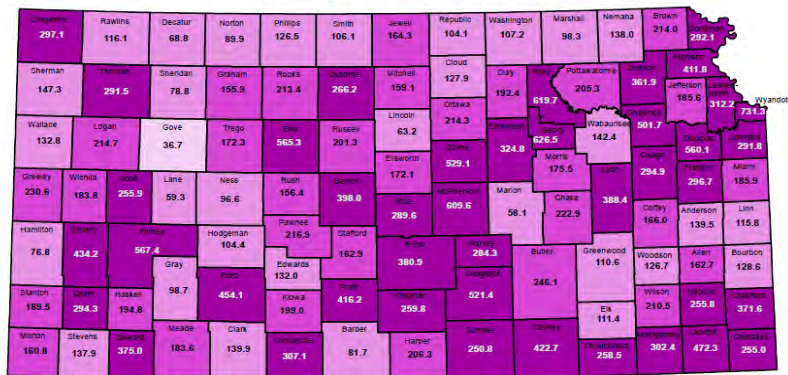 Cheyenne
297.1
Rawlins
116.1
Decatur
68.8
Norton
89.9
Phillips
126.5
Smith
106.1
Jewell
164.3
Republic
104.1
Washington
107.2
Marshall
98.3
Nemaha
138.0
Brown
214.0
Doniphan
292.1
Sherman
147.3
Thomas
291.5
Sheridan
78.8
Graham
155.9
Rooks
213.4
Osborne
266.2
Mitchell
159.1
Cloud
127.9
Clay
192.4
Riley
619.7
Pottawatomie
205.3
Jackson
361.9
Atchison
411.8
Jefferson
185.6
Leavenworth
312.2
Wyandot
731.3
Wallace
132.8
Logan
214.7
Gove
36.7
Trego
172.3
Ellis
565.3
Russell
201.3
Lincoln
63.2
Ottawa
214.3
Saline
529.1
Dickinson
324.8
Geary
626.5
Wabaunsee
142.4
Shawnee
501.7
Douglas
560.1
Johnson
291.8
Ellsworth
172.1
Morris
175.5
Osage
294.9
Franklin
296.7
Miami
185.9
Greeley
230.6
Wichita
183.8
Scott
255.9
Lane
59.3
Ness
96.6
Rush
156.4
Barton
398.0
Rice
289.6
McPherson
609.6
Marion
58.1
Chase
222.9
Lyon
388.4
Coffey
166.0
Anderson
139.5
Linn
115.8
Hamilton
76.8
Kearny
434.2
Finney
567.4
Hodgeman
104.4
Pawnee
216.9
Stafford
162.9
Reno
380.9
Harvey
284.3
Butler
246.1
Greenwood
110.6
Woodson
126.7
Allen
162.7
Bourbon
128.6
Gray
98.7
Ford
454.1
Edwards
132.0
Kiowa
199.0
Pratt
416.2
Kingman
259.8
Sedgwick
521.4
Elk
111.4
Wilson
210.5
Neosho
255.8
Crawford
371.6
Stanton
189.5
Grant
294.3
Haskell
194.8
Morton
160.8
Stevens
137.9
Seward
375.0
Meade
183.6
Clark
139.9
Comanche
307.1
Barber
81.7
Harper
206.3
Sumner
250.8
Cowley
422.7
Chautauqua
258.5
Montgomery
302.4
Labette
472.3
Cherokee
255.0